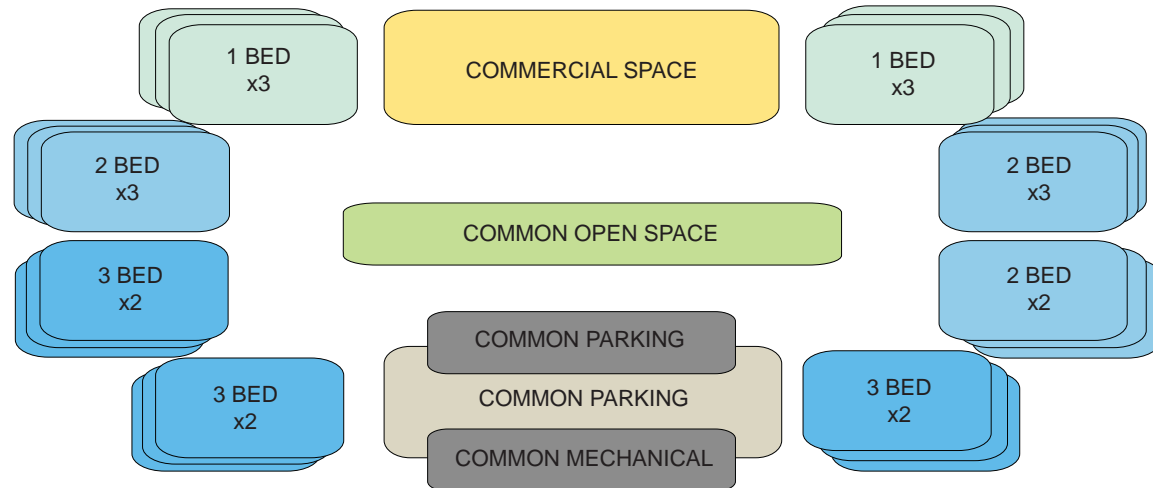 1 BED
x3
COMMERCIAL SPACE
1 BED
x3
2 BED
x3
2 BED
x3
COMMON OPEN SPACE
3 BED
x2
2 BED
x2
COMMON PARKING
3 BED
x2
COMMON PARKING
3 BED
x2
COMMON MECHANICAL